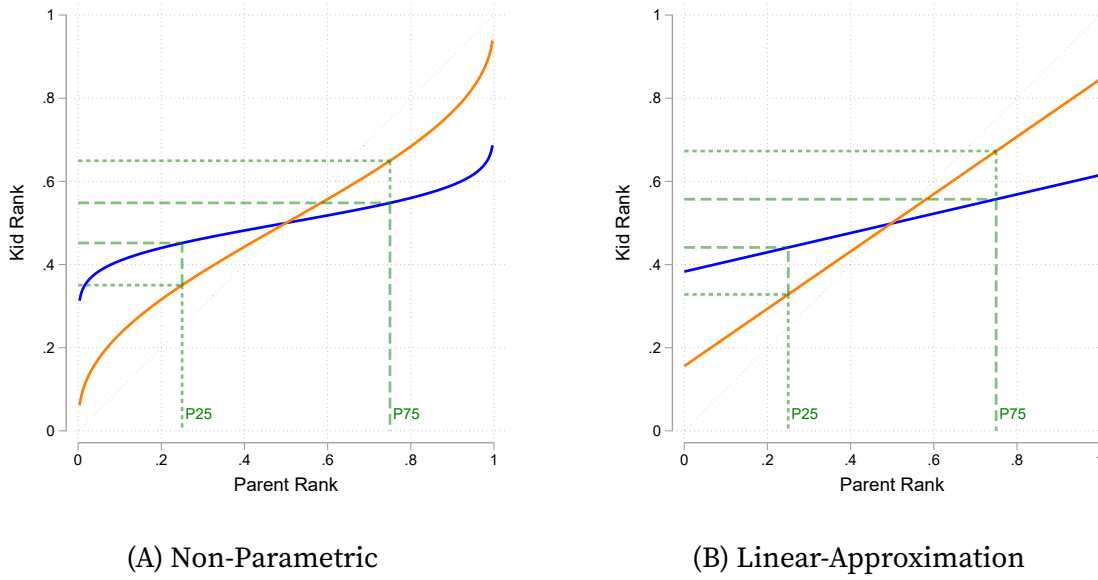 1
.8
.6
.4
.2
0
Kid Rank
P25
P75
0
.2
.4
.6
.8
1
Parent Rank
(A) Non-Parametric
1
.8
.6
.4
.2
0
Kid Rank
P25
P75
0
.2
.4
.6
.8
1
Parent Rank
(B) Linear-Approximation